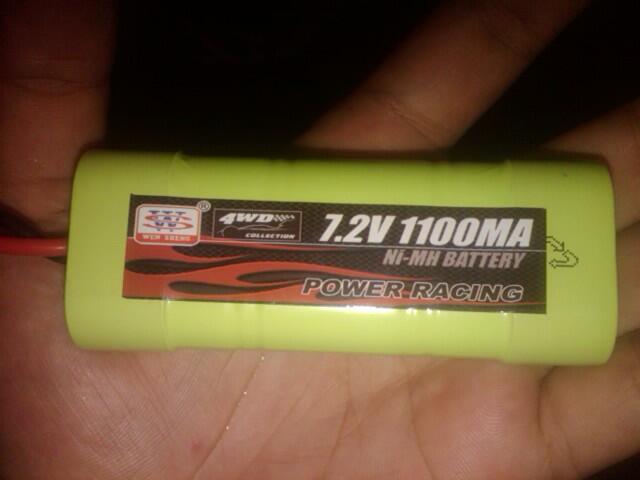 WEN SHENG
®
4WD
COLLECTION
7.2V 1100MA
Ni-MH BATTERY
POWER RACING